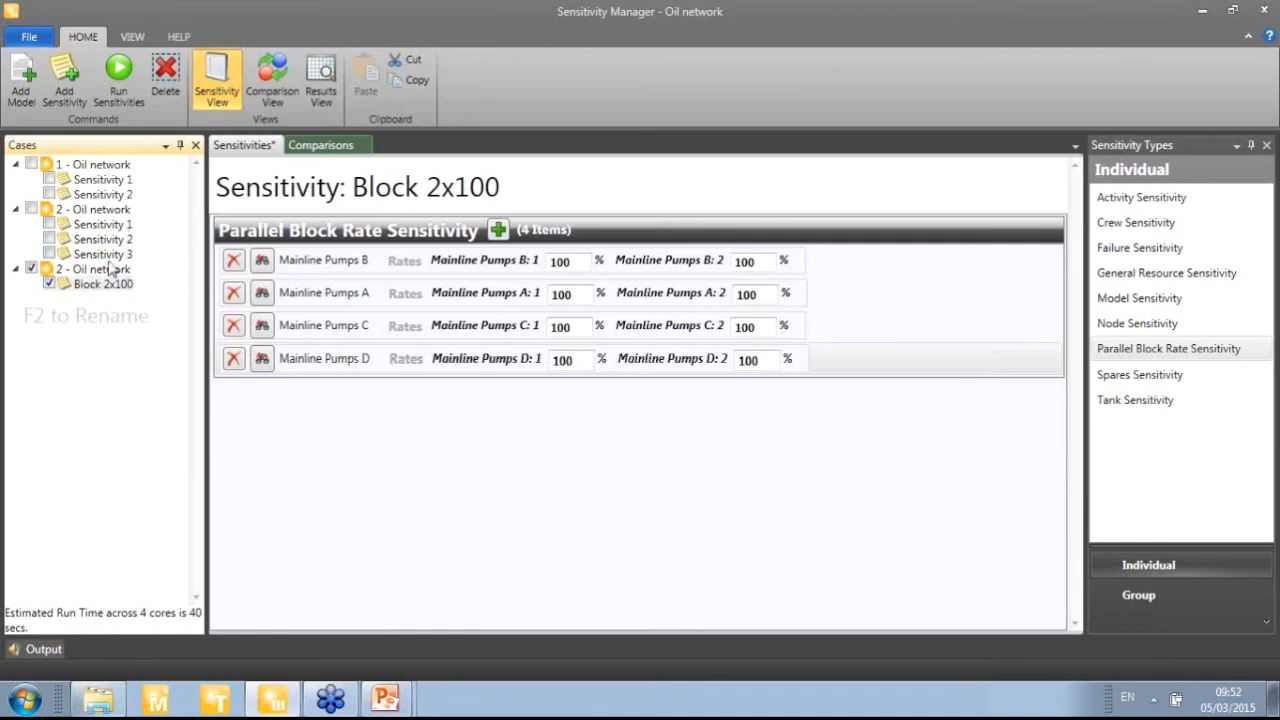 Sensitivity Manager - Oil network
File HOME VIEW HELP
Add Model
Add Sensitivity
Run Sensitivities
Delete
Sensitivity View
Comparison View
Results View
Paste
Cut
Copy
Commands
Views
Clipboard
Cases
1 - Oil network
Sensitivity 1
Sensitivity 2
2 - Oil network
Sensitivity 1
Sensitivity 2
Sensitivity 3
2 - Oil network
Block 2x100
F2 to Rename
Estimated Run Time across 4 cores is 40
secs.
Sensitivities* Comparisons
Sensitivity: Block 2x100
Parallel Block Rate Sensitivity (4 Items)
Mainline Pumps B Rates Mainline Pumps B: 1 100 % Mainline Pumps B: 2 100 %
Mainline Pumps A Rates Mainline Pumps A: 1 100 % Mainline Pumps A: 2 100 %
Mainline Pumps C Rates Mainline Pumps C: 1 100 % Mainline Pumps C: 2 100 %
Mainline Pumps D Rates Mainline Pumps D: 1 100 % Mainline Pumps D: 2 100 %
Sensitivity Types
Individual
Activity Sensitivity
Crew Sensitivity
Failure Sensitivity
General Resource Sensitivity
Model Sensitivity
Node Sensitivity
Parallel Block Rate Sensitivity
Spares Sensitivity
Tank Sensitivity
Individual
Group
Output
M T m
EN
09:52
05/03/2015